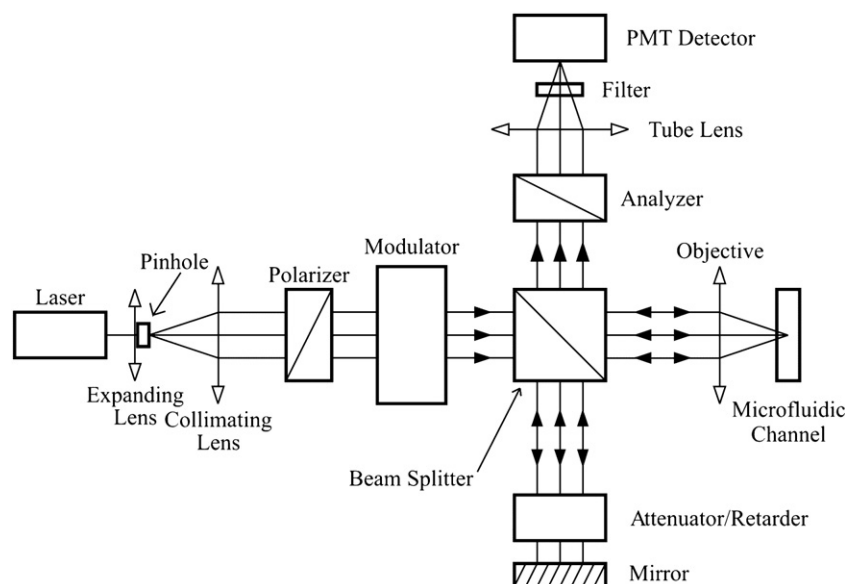 PMT Detector
Filter
Tube Lens
Analyzer
Modulator
Objective
Pinhole
Polarizer
Laser
Expanding
Lens
Collimating
Lens
Microfluidic
Channel
Beam Splitter
Attenuator/Retarder
Mirror